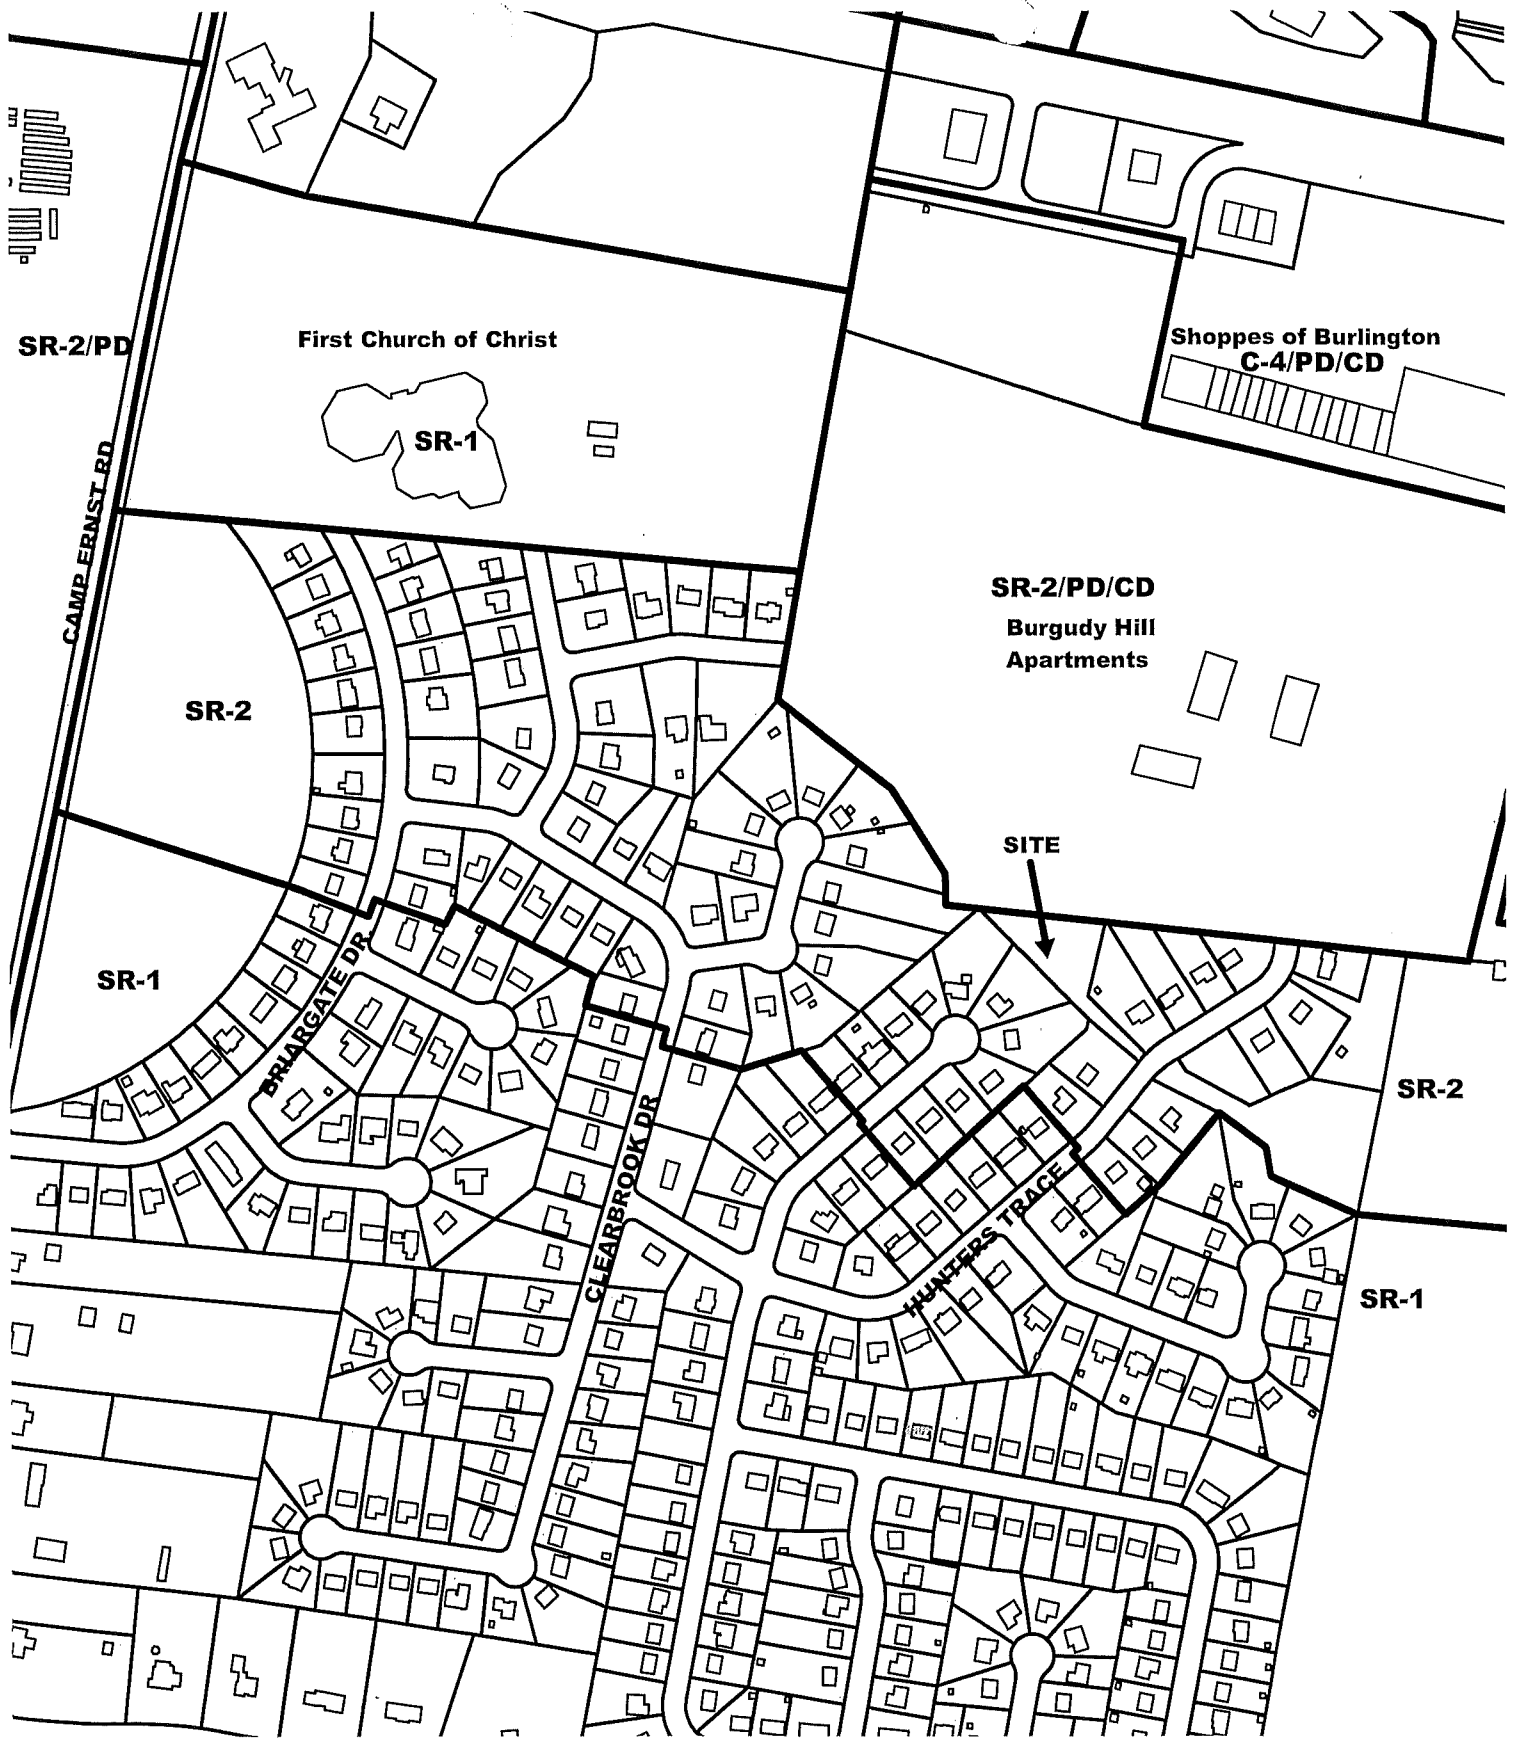 First Church of Christ
SR-1
SR-2/PD
Shoppes of Burlington
C-4/PD/CD
CAMP ERNST RD
SR-2/PD/CD
Burgudy Hill
Apartments
SR-2
SITE
SR-1
BRIARGATE DR.
SR-2
CLEARBROOK DR
HUNTERS TRACE
SR-1